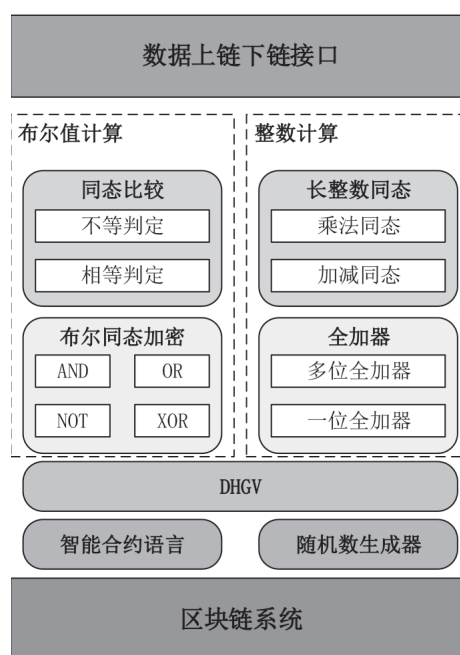 数据上链下链接口
布尔值计算
整数计算
同态比较
不等判定
相等判定
长整数同态
乘法同态
加减同态
布尔同态加密
AND
OR
NOT
XOR
全加器
多位全加器
一位全加器
DHGV
智能合约语言
随机数生成器
区块链系统